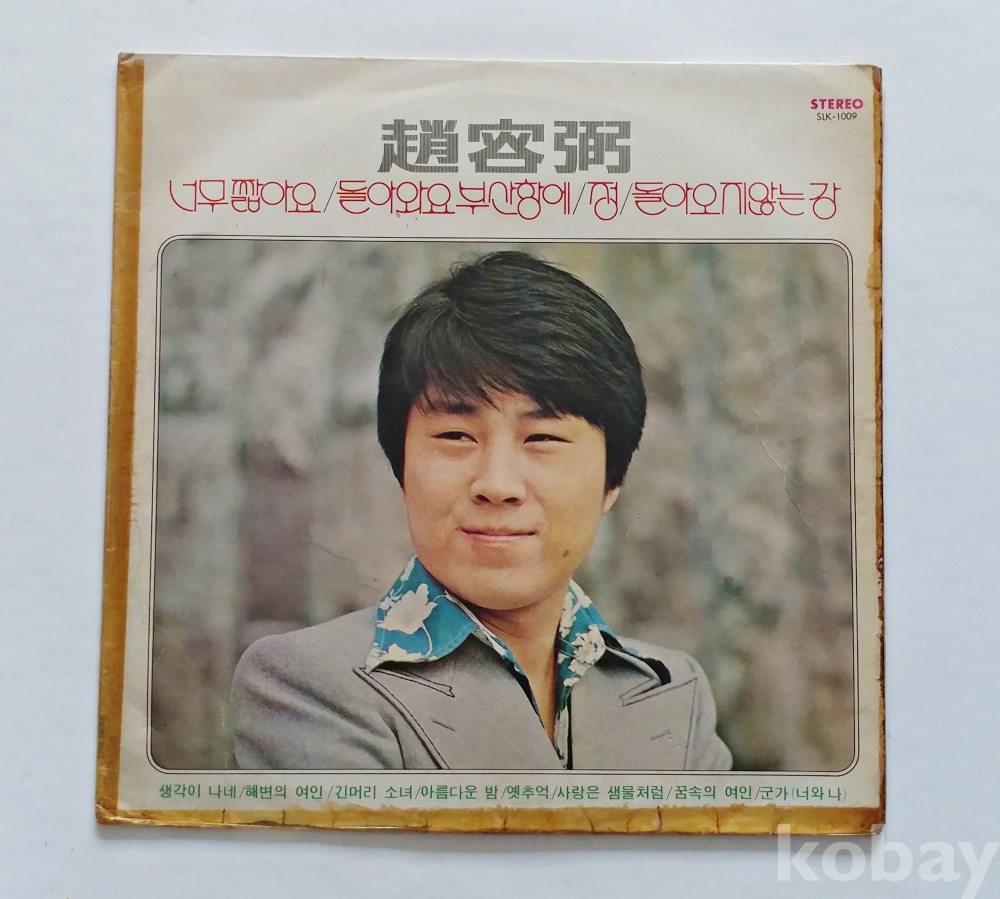 STEREO
SLK-1009
趙容弼
너무 짧아요/돌아와요 부산항에/정/돌아오지않는 강
생각이 나네/해변의 여인/긴머리 소녀/아름다운 밤/옛추억/사랑은 샘물처럼/꿈속의 여인/군가(너와 나)
kobay